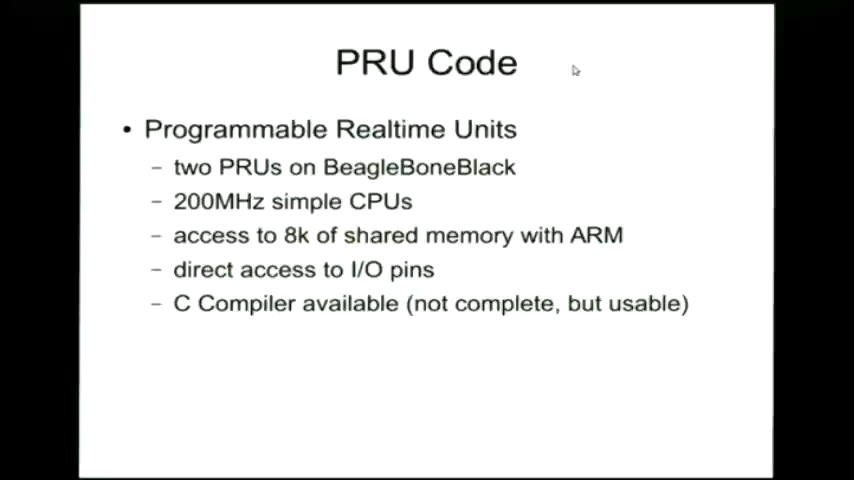 PRU Code
• Programmable Realtime Units
– two PRUs on BeagleBoneBlack
– 200MHz simple CPUs
– access to 8k of shared memory with ARM
– direct access to I/O pins
– C Compiler available (not complete, but usable)